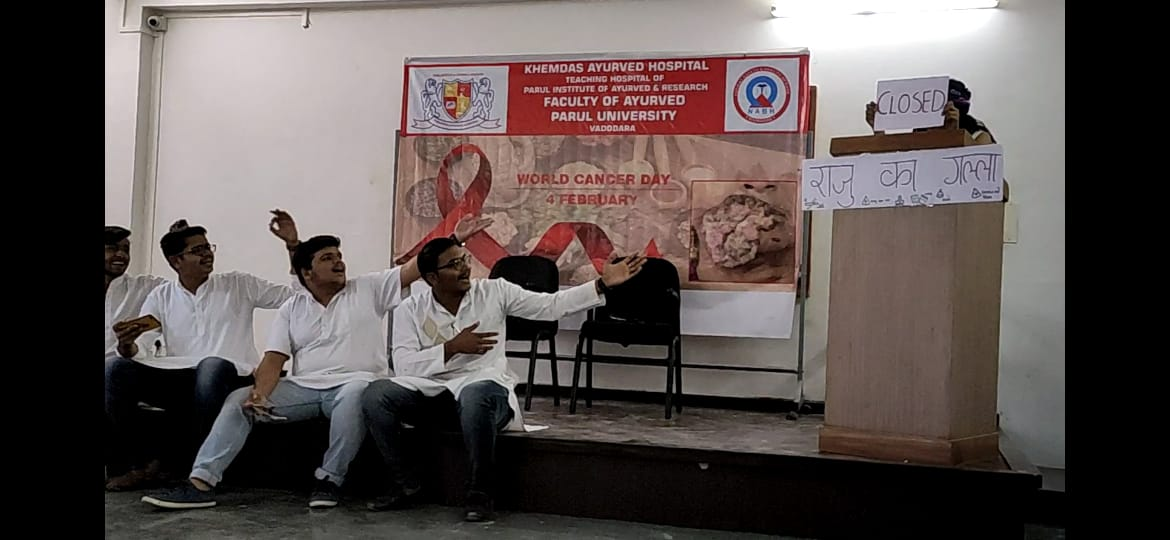 KHEMDAS AYURVED HOSPITAL
TEACHING HOSPITAL OF
PARUL INSTITUTE OF AYURVED & RESEARCH
FACULTY OF AYURVED
PARUL UNIVERSITY
VADODARA
NABH
WORLD CANCER DAY
4 FEBRUARY
CLOSED
राजु का गल्ला